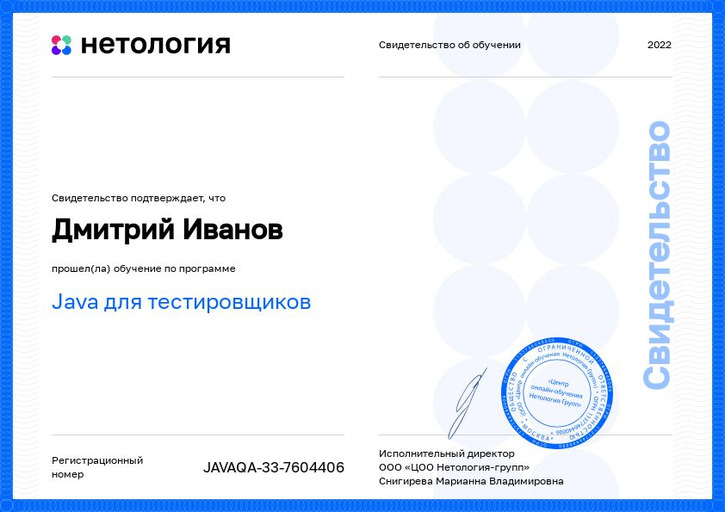 нетология
Свидетельство об обучении
2022
Свидетельство подтверждает, что
Дмитрий Иванов
прошел(ла) обучение по программе
Java для тестировщиков
Свидетельство
ОБЩЕСТВО С ОГРАНИЧЕННОЙ ОТВЕТСТВЕННОСТЬЮ
МОСКВА
«Центр
онлайн-обучения
Нетология-Групп»
Регистрационный
номер
JAVAQA-33-7604406
Исполнительный директор
ООО «ЦОО Нетология-групп»
Снигирева Марианна Владимировна